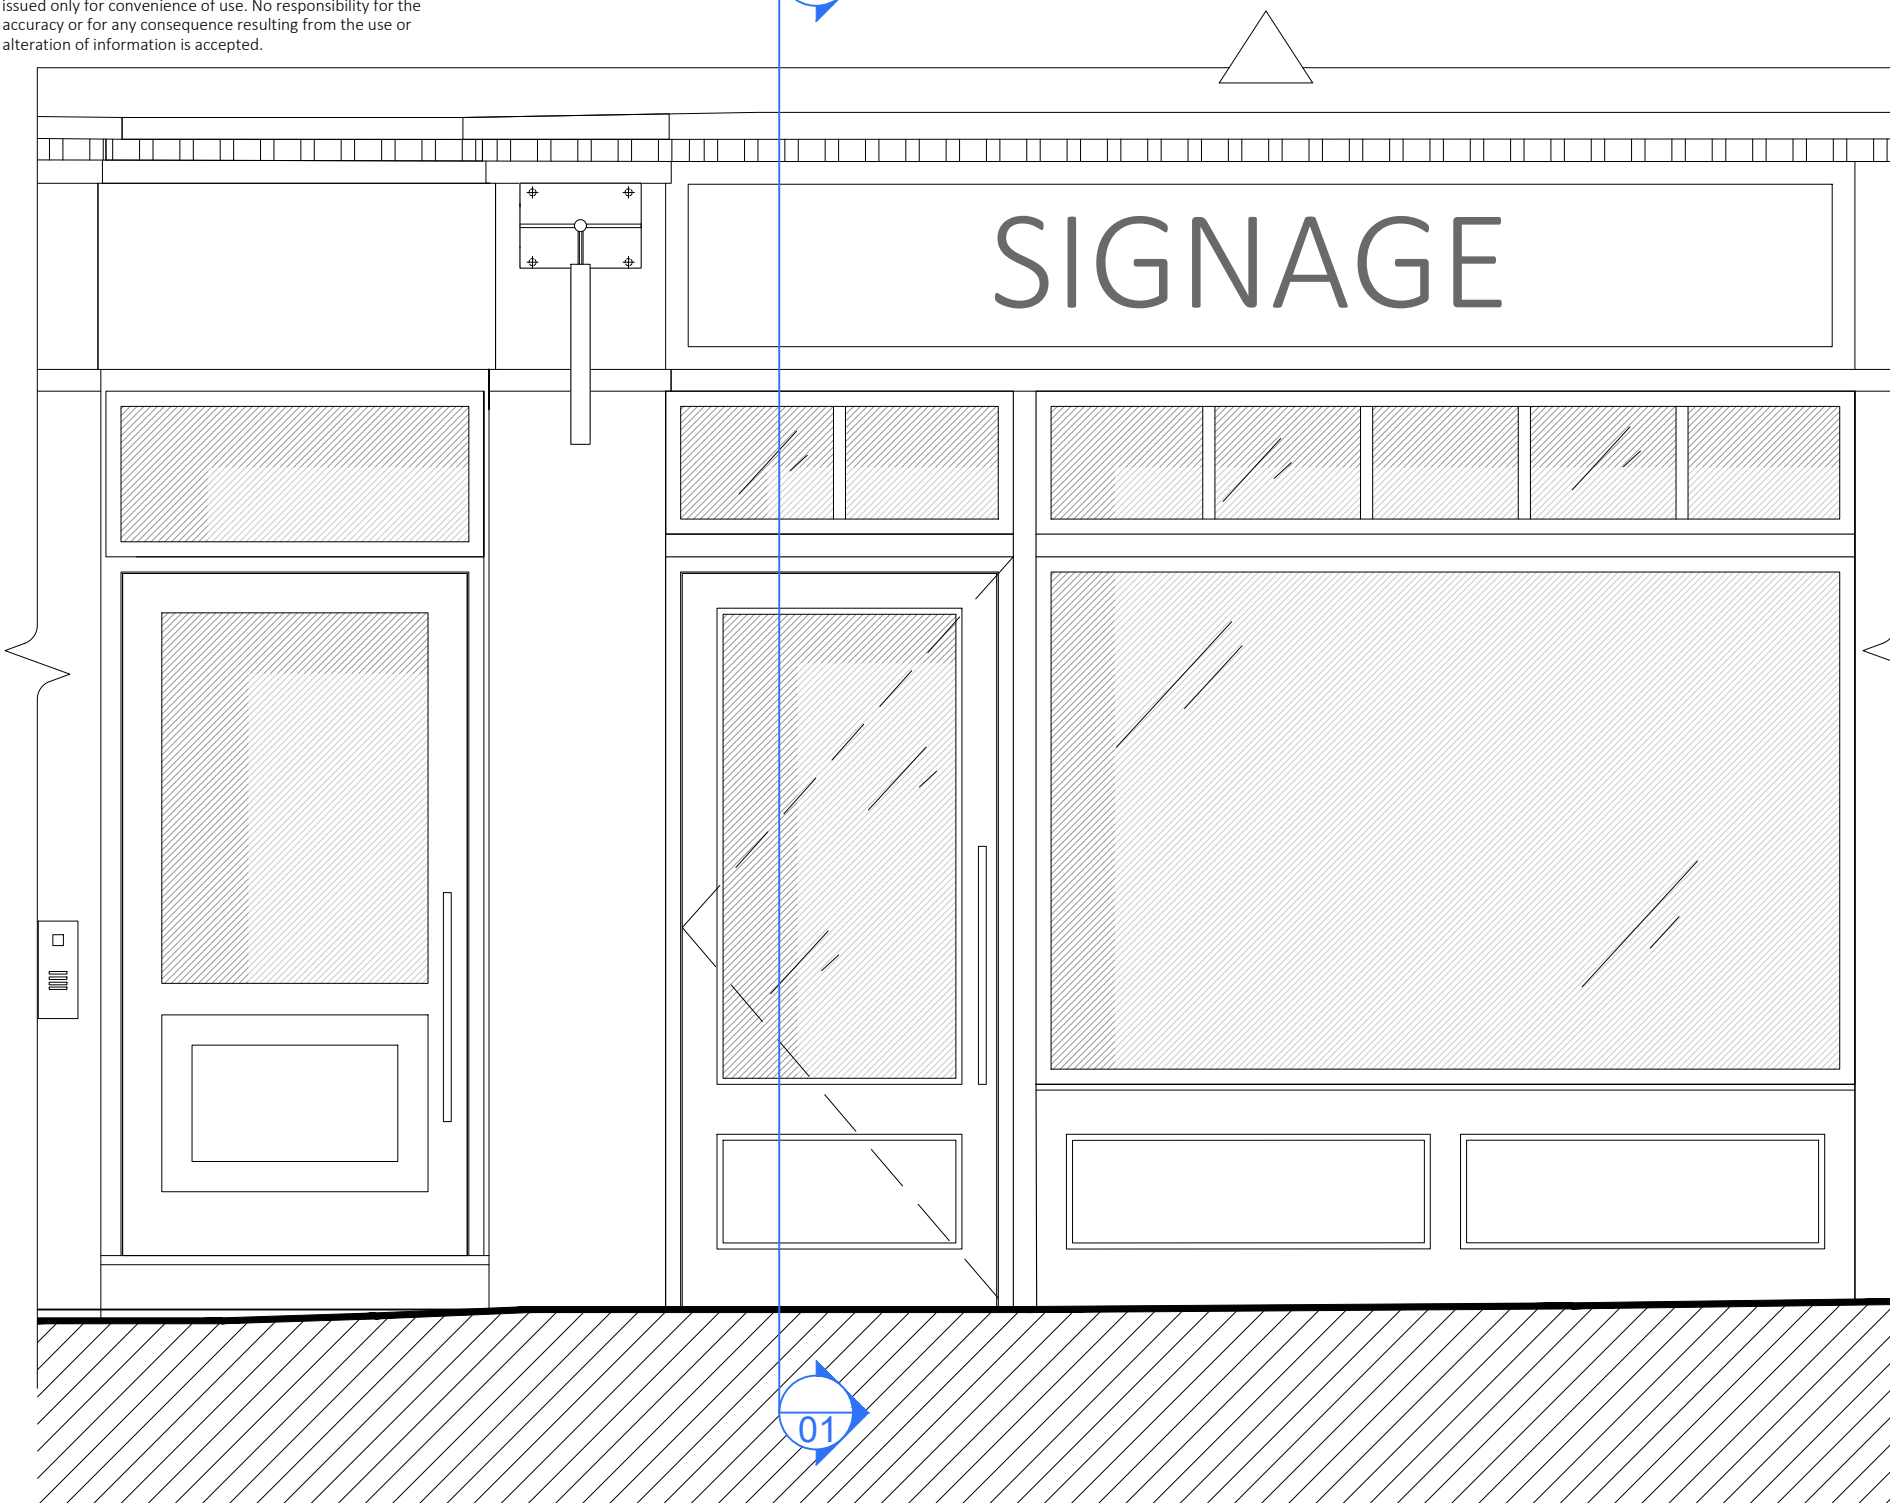 issued only for convenience of use. No responsibility for the
accuracy or for any consequence resulting from the use or
alteration of information is accepted.
SIGNAGE
01